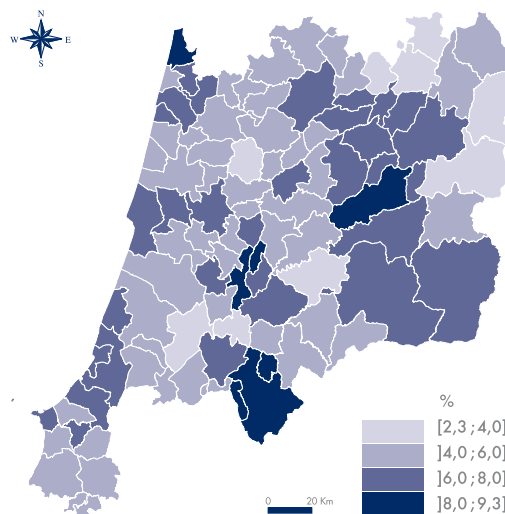 N
W E
S
%
]2,3 ; 4,0]
]4,0 ; 6,0]
]6,0 ; 8,0]
]8,0 ; 9,3]
0 20 Km